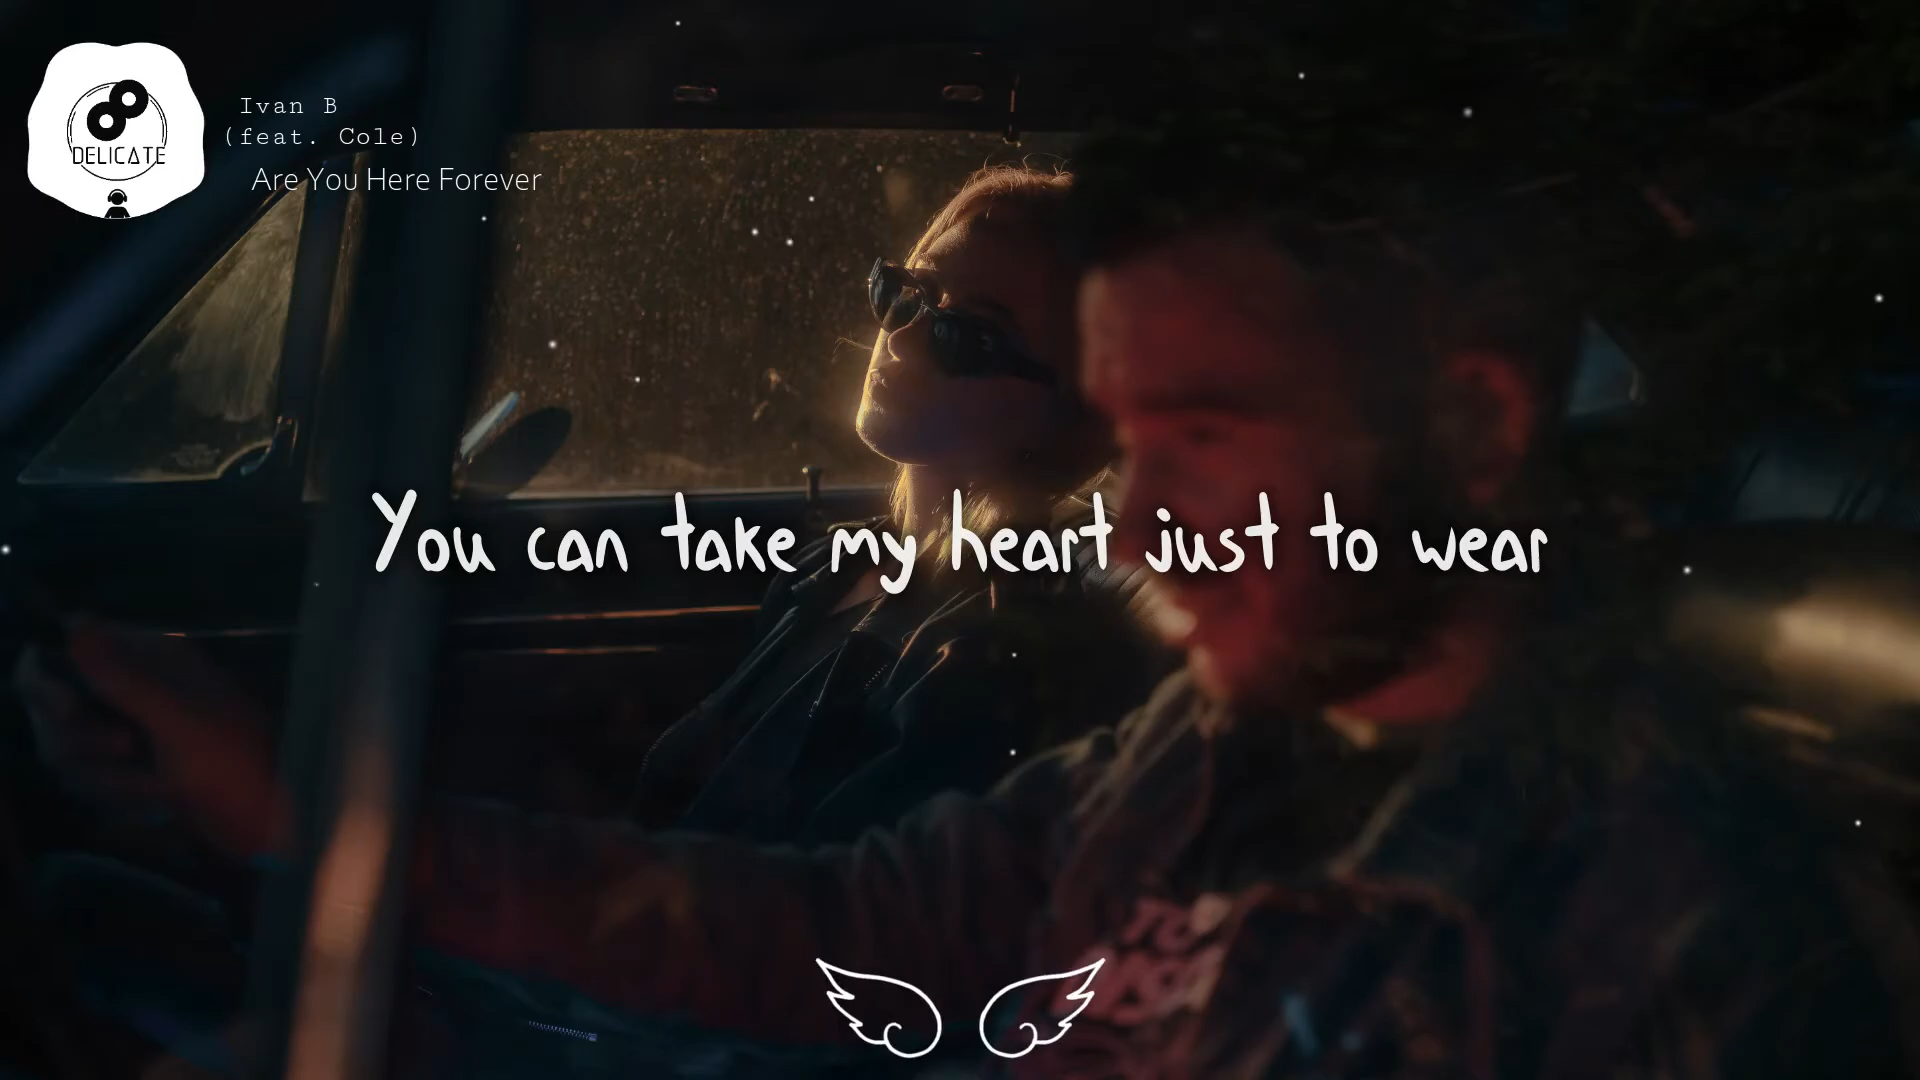 DELICATE
Ivan B
(feat. Cole)
Are You Here Forever
You can take my heart just to wear